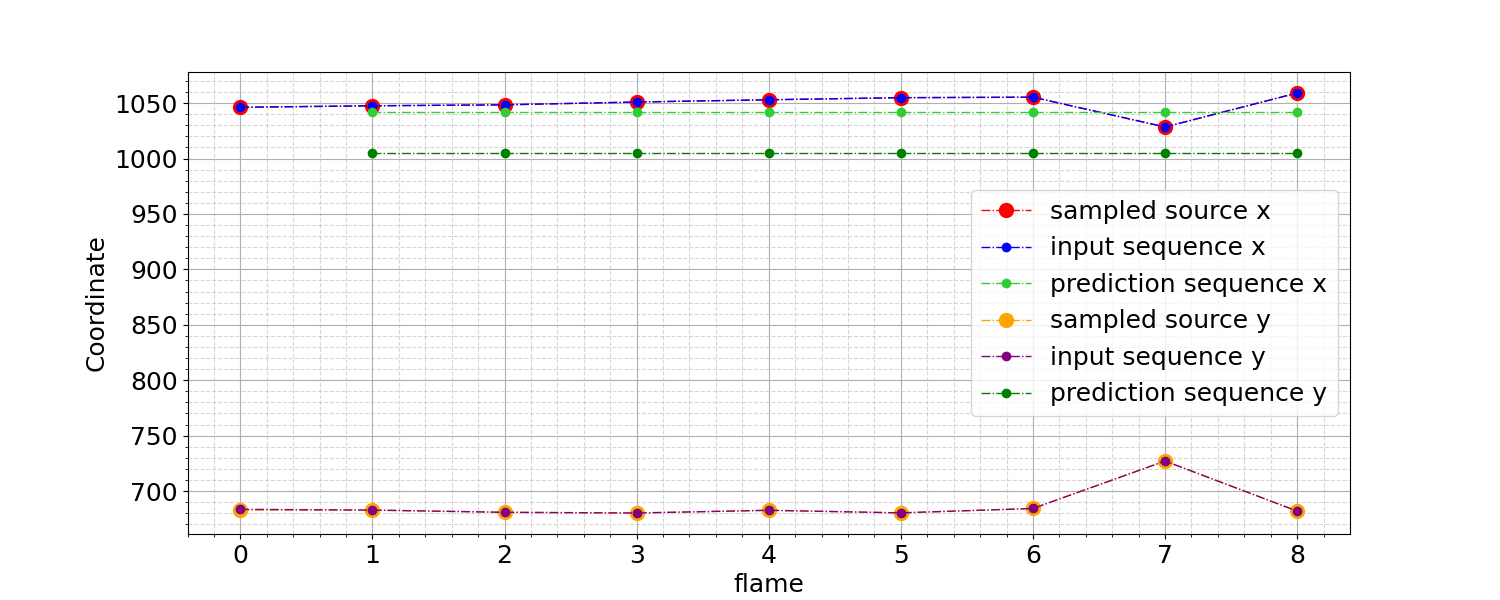 1050
1000
950
900
850
800
750
700
Coordinate
sampled source x
input sequence x
prediction sequence x
sampled source y
input sequence y
prediction sequence y
0 1 2 3 4 5 6 7 8
flame